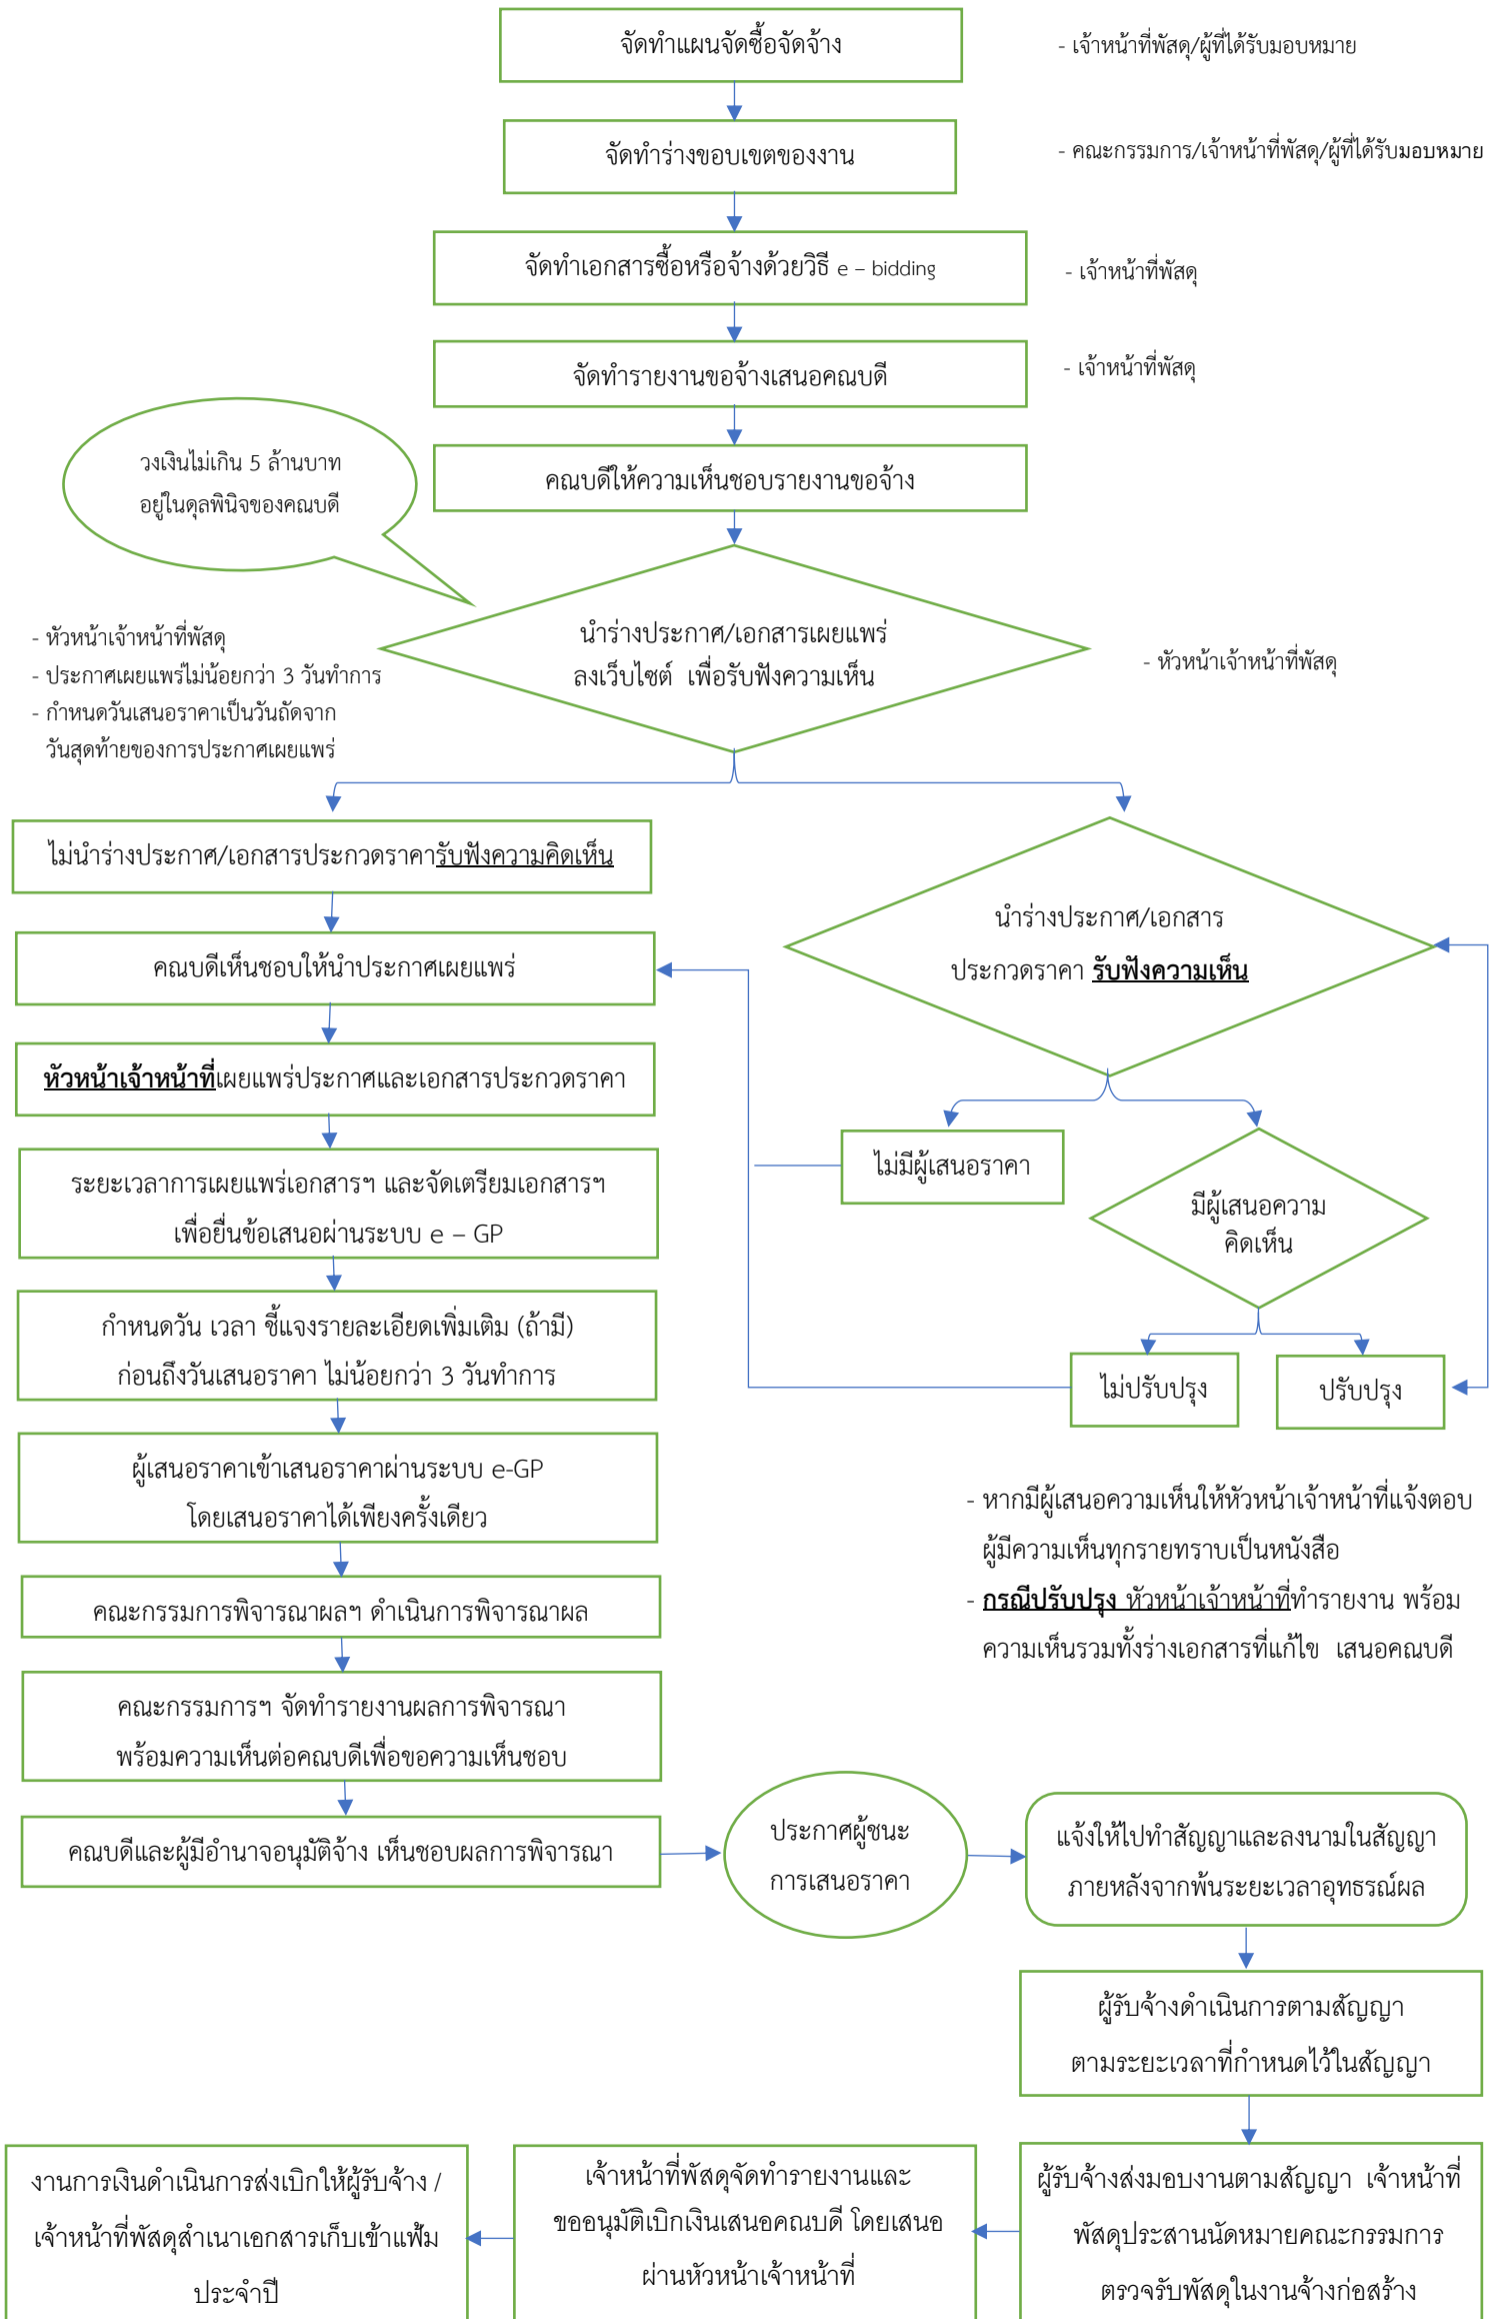 จัดทำแผนจัดซื้อจัดจ้าง
- เจ้าหน้าที่พัสดุ/ผู้ที่ได้รับมอบหมาย
จัดทำร่างขอบเขตของงาน
- คณะกรรมการ/เจ้าหน้าที่พัสดุ/ผู้ที่ได้รับมอบหมาย
จัดทำเอกสารซื้อหรือจ้างด้วยวิธี e – bidding
- เจ้าหน้าที่พัสดุ
จัดทำรายงานขอจ้างเสนอคณบดี
- เจ้าหน้าที่พัสดุ
คณบดีให้ความเห็นชอบรายงานขอจ้าง
วงเงินไม่เกิน 5 ล้านบาท
อยู่ในดุลพินิจของคณบดี
นำร่างประกาศ/เอกสารเผยแพร่
ลงเว็บไซต์ เพื่อรับฟังความเห็น
- หัวหน้าเจ้าหน้าที่พัสดุ
- ประกาศเผยแพร่ไม่น้อยกว่า 3 วันทำการ
- กำหนดวันเสนอราคาเป็นวันถัดจาก
วันสุดท้ายของการประกาศเผยแพร่
- หัวหน้าเจ้าหน้าที่พัสดุ
ไม่นำร่างประกาศ/เอกสารประกวดราคารับฟังความคิดเห็น
คณบดีเห็นชอบให้นำประกาศเผยแพร่
หัวหน้าเจ้าหน้าที่เผยแพร่ประกาศและเอกสารประกวดราคา
ระยะเวลาการเผยแพร่เอกสารฯ และจัดเตรียมเอกสารฯ
เพื่อยื่นข้อเสนอผ่านระบบ e – GP
กำหนดวัน เวลา ชี้แจงรายละเอียดเพิ่มเติม (ถ้ามี)
ก่อนถึงวันเสนอราคา ไม่น้อยกว่า 3 วันทำการ
ผู้เสนอราคาเข้าเสนอราคาผ่านระบบ e-GP
โดยเสนอราคาได้เพียงครั้งเดียว
คณะกรรมการพิจารณาผลฯ ดำเนินการพิจารณาผล
คณะกรรมการฯ จัดทำรายงานผลการพิจารณา
พร้อมความเห็นต่อคณบดีเพื่อขอความเห็นชอบ
คณบดีและผู้มีอำนาจอนุมัติจ้าง เห็นชอบผลการพิจารณา
นำร่างประกาศ/เอกสาร
ประกวดราคา รับฟังความเห็น
ไม่มีผู้เสนอราคา
มีผู้เสนอความ
คิดเห็น
ไม่ปรับปรุง
ปรับปรุง
- หากมีผู้เสนอความเห็นให้หัวหน้าเจ้าหน้าที่แจ้งตอบ
ผู้มีความเห็นทุกรายทราบเป็นหนังสือ
- กรณีปรับปรุง หัวหน้าเจ้าหน้าที่ทำรายงาน พร้อม
ความเห็นรวมทั้งร่างเอกสารที่แก้ไข เสนอคณบดี
ประกาศผู้ชนะ
การเสนอราคา
แจ้งให้ไปทำสัญญาและลงนามในสัญญา
ภายหลังจากพ้นระยะเวลาอุทธรณ์ผล
ผู้รับจ้างดำเนินการตามสัญญา
ตามระยะเวลาที่กำหนดไว้ในสัญญา
ผู้รับจ้างส่งมอบงานตามสัญญา เจ้าหน้าที่
พัสดุประสานนัดหมายคณะกรรมการ
ตรวจรับพัสดุในงานจ้างก่อสร้าง
เจ้าหน้าที่พัสดุจัดทำรายงานและ
ขออนุมัติเบิกเงินเสนอคณบดี โดยเสนอ
ผ่านหัวหน้าเจ้าหน้าที่
งานการเงินดำเนินการส่งเบิกให้ผู้รับจ้าง /
เจ้าหน้าที่พัสดุสำเนาเอกสารเก็บเข้าแฟ้ม
ประจำปี